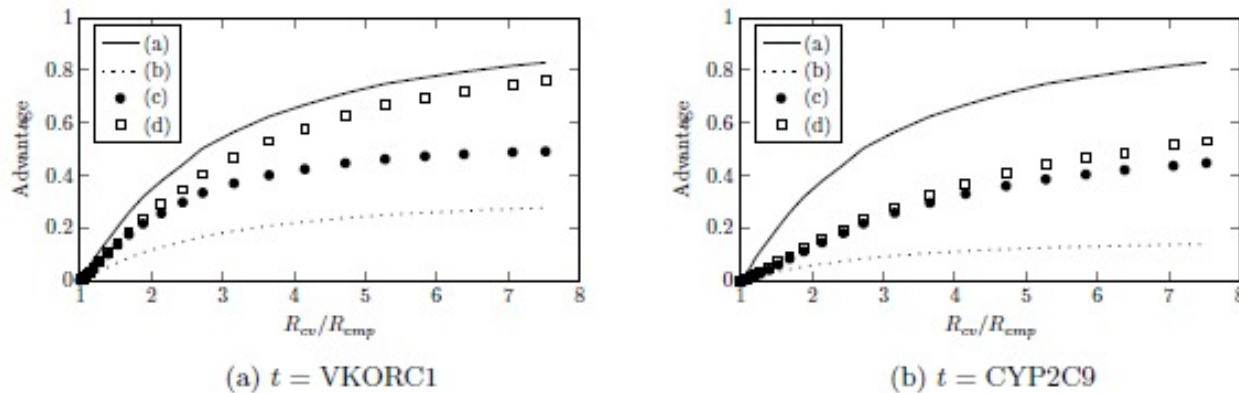 1
0.8
0.6
0.4
0.2
0
Advantage
(a)
(b)
(c)
(d)
1 2 3 4 5 6 7 8
R_cv/R_cmp
(a) t = VKORC1
1
0.8
0.6
0.4
0.2
0
Advantage
(a)
(b)
(c)
(d)
1 2 3 4 5 6 7 8
R_cv/R_cmp
(b) t = CYP2C9